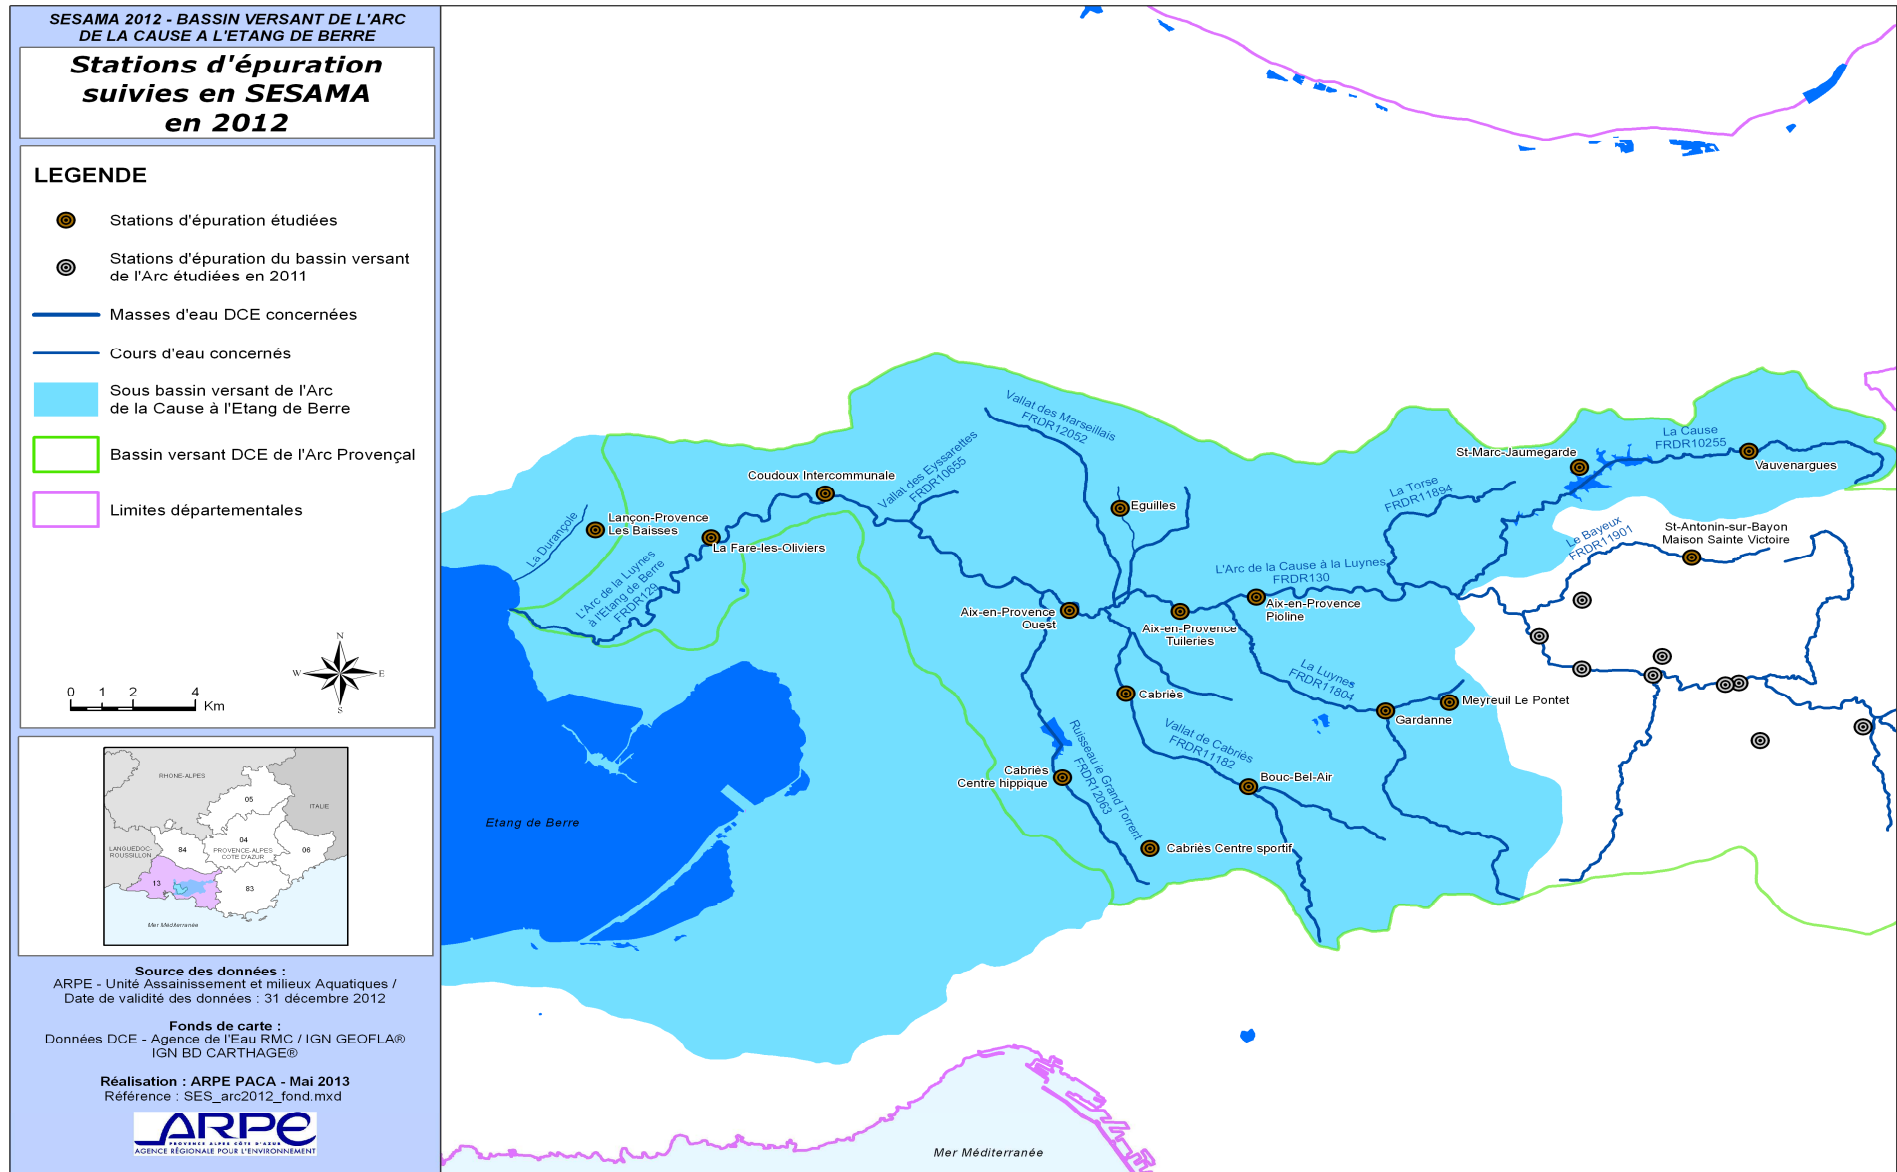 SESAMA 2012 - BASSIN VERSANT DE L'ARC
DE LA CAUSE A L'ETANG DE BERRE
Stations d'épuration
suivies en SESAMA
en 2012
LEGENDE
Stations d'épuration étudiées
Stations d'épuration du bassin versant
de l'Arc étudiées en 2011
Masses d'eau DCE concernées
Cours d'eau concernés
Sous bassin versant de l'Arc
de la Cause à l'Etang de Berre
Bassin versant DCE de l'Arc Provençal
Limites départementales
N
W
E
S
0 1 2 4
Km
RHONE-ALPES
ITALIE
LANGUEDOC-
ROUSSILLON
PROVENCE-ALPES
COTE D'AZUR
05
04
84
06
13
83
Mer Méditerranée
Source des données :
ARPE - Unité Assainissement et milieux Aquatiques /
Date de validité des données : 31 décembre 2012
Fonds de carte :
Données DCE - Agence de l'Eau RMC / IGN GEOFLA®
IGN BD CARTHAGE®
Réalisation : ARPE PACA - Mai 2013
Référence : SES_arc2012_fond.mxd
ARPE
PROVENCE ALPES CÔTE D'AZUR
AGENCE RÉGIONALE POUR L'ENVIRONNEMENT
Vallat des Marseillais
FRDR12052
Vallat des Eyssarettes
FRDR10655
Coudoux Intercommunale
Lançon-Provence
Les Baisses
La Durançole
La Fare-les-Oliviers
L'Arc de la Luynes
à l'Etang de Berre
FRDR129
Eguilles
St-Marc-Jaumegarde
La Cause
FRDR10255
Vauvenargues
La Torse
FRDR11894
Le Bayeux
FRDR11901
St-Antonin-sur-Bayon
Maison Sainte Victoire
L'Arc de la Cause à la Luynes
FRDR130
Aix-en-Provence
Ouest
Aix-en-Provence
Tuileries
Aix-en-Provence
Pioline
La Luynes
FRDR11804
Meyreuil Le Pontet
Gardanne
Cabriès
Vallat de Cabriès
FRDR11182
Bouc-Bel-Air
Ruisseau le Grand Torrent
FRDR12063
Cabriès
Centre hippique
Cabriès Centre sportif
Etang de Berre
Mer Méditerranée